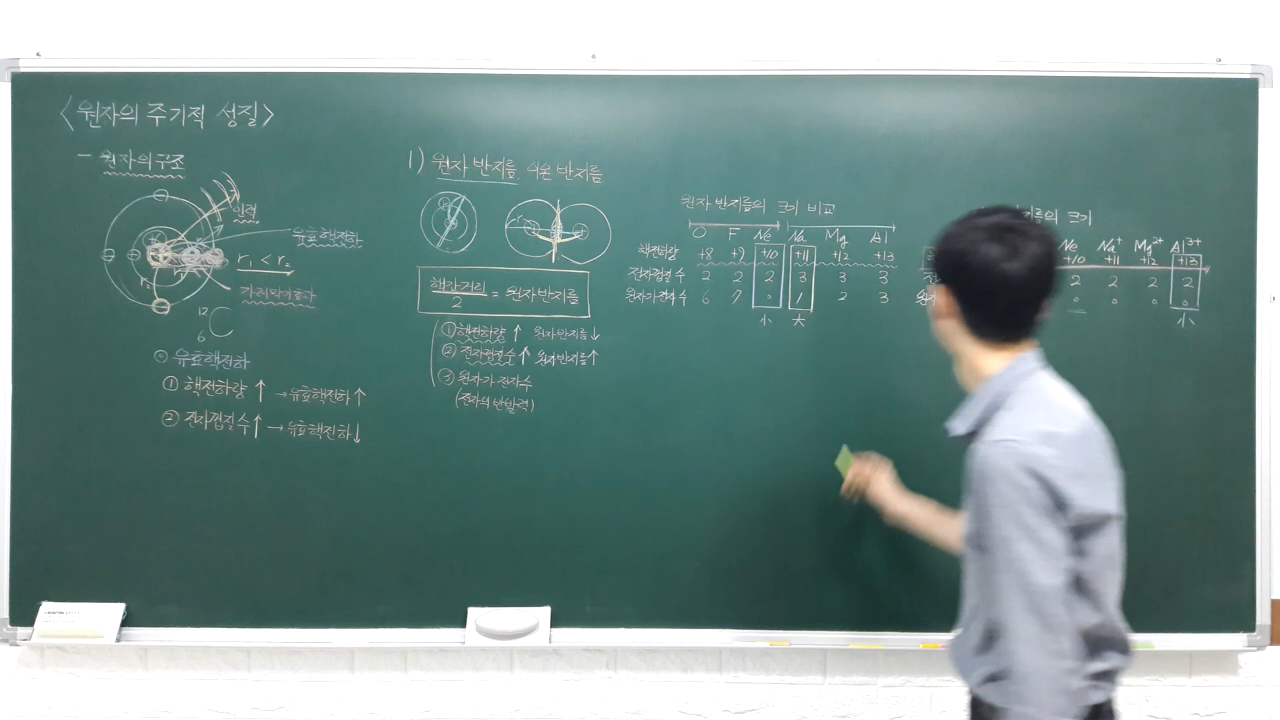 <원자의 주기적 성질>
- 원자의 구조
인력
유효핵전하
r₁ < r₂
r₂
가려막기효과
12
C
6
◎ 유효핵전하
① 핵전하량 ↑ → 유효핵전하 ↑
② 전자껍질수 ↑ → 유효핵전하 ↓
1) 원자 반지름, 이온 반지름
r
핵간거리/2 = 원자반지름
① 핵전하량 ↑ 원자반지름 ↓
② 전자껍질수 ↑ 원자반지름 ↑
③ 원자가 전자수
(전자의 반발력)
원자 반지름의 크기 비교
O F Ne Na Mg Al
핵전하량 +8 +9 +10 +11 +12 +13
전자껍질 수 2 2 2 3 3 3
원자가 전자 수 6 7 0 1 2 3
小 大
지름의 크기
Ne Na⁺ Mg²⁺ Al³⁺
+10 +11 +12 +13
2 2 2 2
0 0 0 0
小